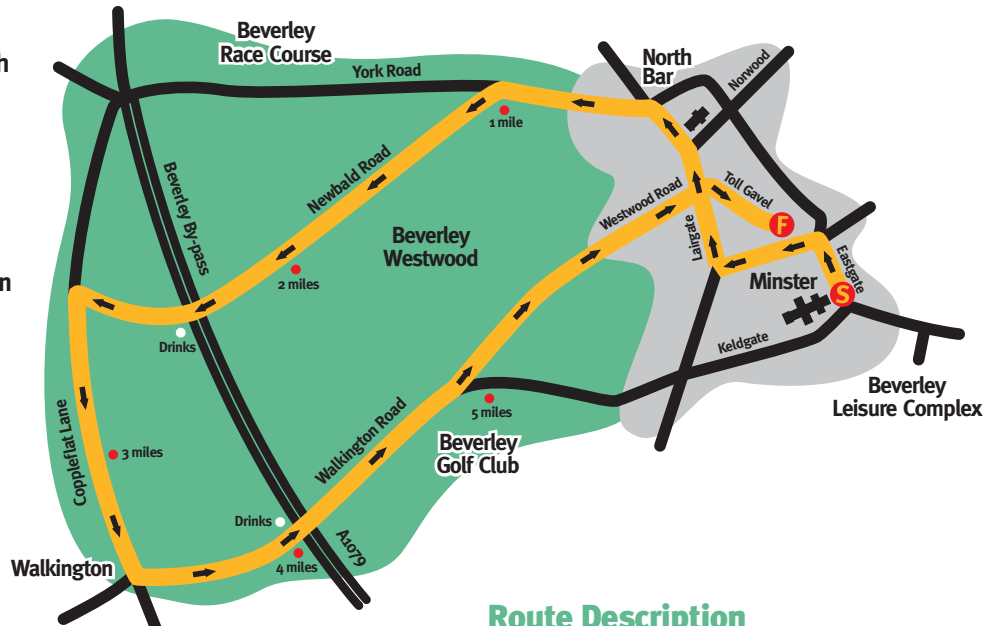 Beverley
Race Course
North
Bar
Norwood
h
York Road
1 mile
Newbald Road
Beverley By-pass
Toll Gavel
Westwood Road
F
Lairgate
Beverley
Westwood
Eastgate
Minster
S
n
2 miles
Drinks
Keldgate
Beverley
Leisure Complex
5 miles
Coppleflat Lane
3 miles
Walkington Road
Beverley
Golf Club
Drinks
A1079
4 miles
Walkington
Route Description